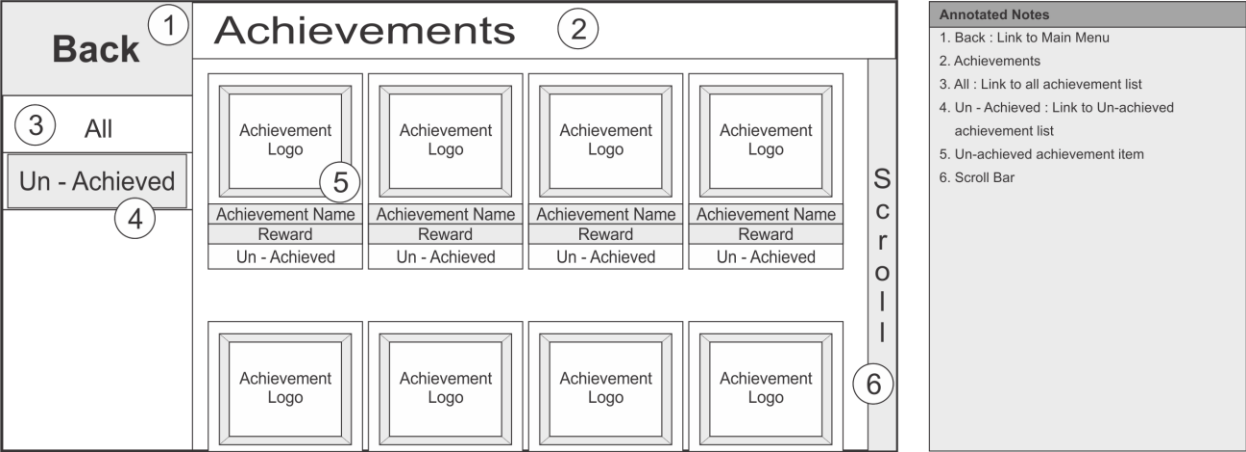 Back
1
Achievements
2
3
All
Un - Achieved
4
Achievement Logo
Achievement Logo
Achievement Logo
Achievement Logo
5
Achievement Name
Achievement Name
Achievement Name
Achievement Name
Reward
Reward
Reward
Reward
Un - Achieved
Un - Achieved
Un - Achieved
Un - Achieved
Achievement Logo
Achievement Logo
Achievement Logo
Achievement Logo
Scroll
6
Annotated Notes
1. Back : Link to Main Menu
2. Achievements
3. All : Link to all achievement list
4. Un - Achieved : Link to Un-achieved
achievement list
5. Un-achieved achievement item
6. Scroll Bar